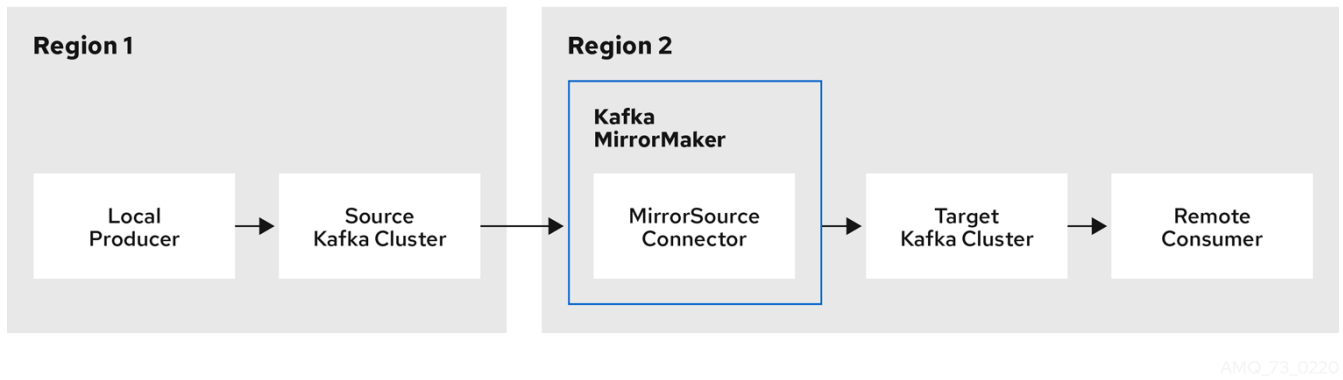 Region 1
Region 2
Kafka
MirrorMaker
Local
Producer
Source
Kafka Cluster
MirrorSource
Connector
Target
Kafka Cluster
Remote
Consumer
AMQ_73_0220